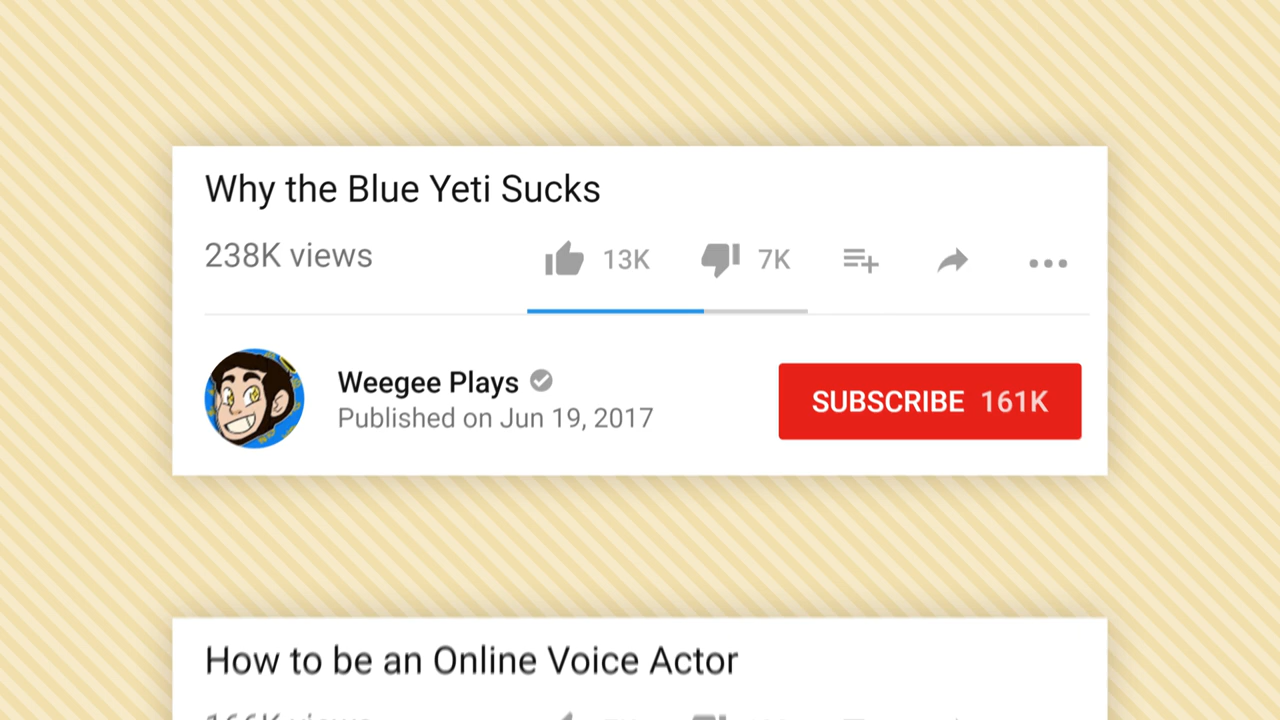 Why the Blue Yeti Sucks
238K views 13K 7K
Weegee Plays
Published on Jun 19, 2017
SUBSCRIBE 161K
How to be an Online Voice Actor